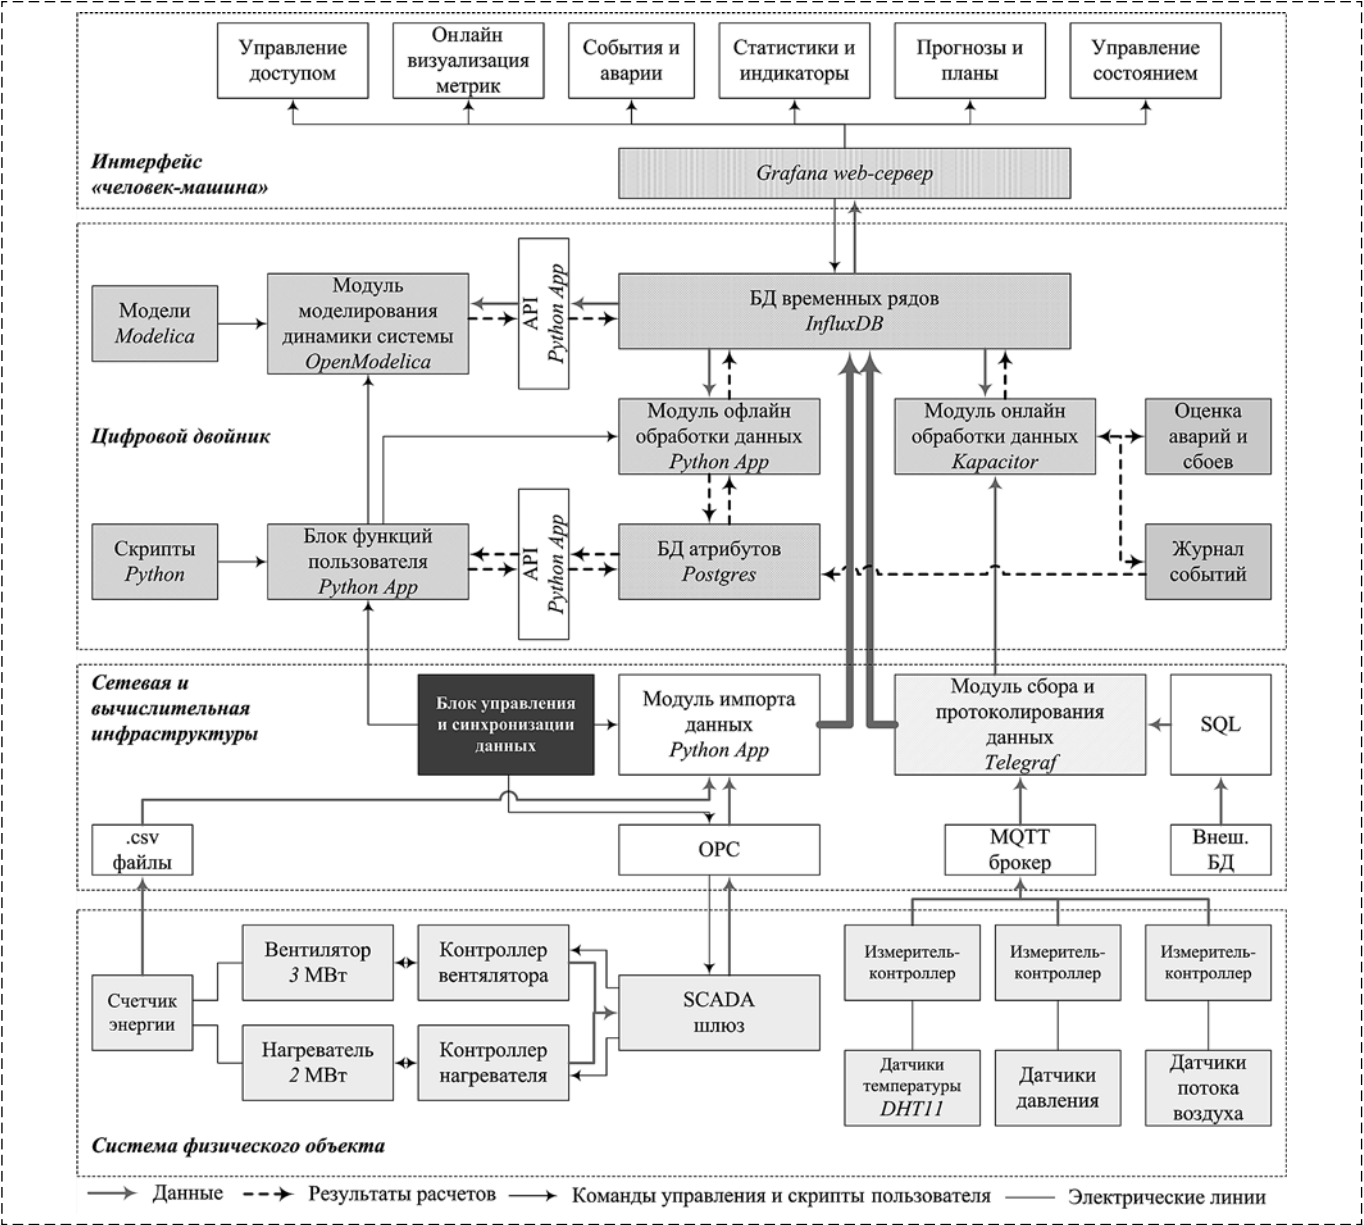 Управление
доступом
Онлайн
визуализация
метрик
События и
аварии
Статистики и
индикаторы
Прогнозы и
планы
Управление
состоянием
Интерфейс
«человек-машина»
Grafana web-сервер
Модели
Modelica
Модуль
моделирования
динамики системы
OpenModelica
API
Python App
БД временных рядов
InfluxDB
Цифровой двойник
Модуль офлайн
обработки данных
Python App
Модуль онлайн
обработки данных
Kapacitor
Оценка
аварий и
сбоев
Скрипты
Python
Блок функций
пользователя
Python App
API
Python App
БД атрибутов
Postgres
Журнал
событий
Сетевая и
вычислительная
инфраструктуры
Блок управления
и синхронизации
данных
Модуль импорта
данных
Python App
Модуль сбора и
протоколирования
данных
Telegraf
SQL
.csv
файлы
OPC
MQTT
брокер
Внеш.
БД
Счетчик
энергии
Вентилятор
3 МВт
Контроллер
вентялятора
Нагреватель
2 МВт
Контроллер
нагревателя
SCADA
шлюз
Измеритель-
контроллер
Измеритель-
контроллер
Измеритель-
контроллер
Датчики
температуры
DHT11
Датчики
давления
Датчики
потока
воздуха
Система физического объекта
Данные
Результаты расчетов
Команды управления и скрипты пользователя
Электрические линии